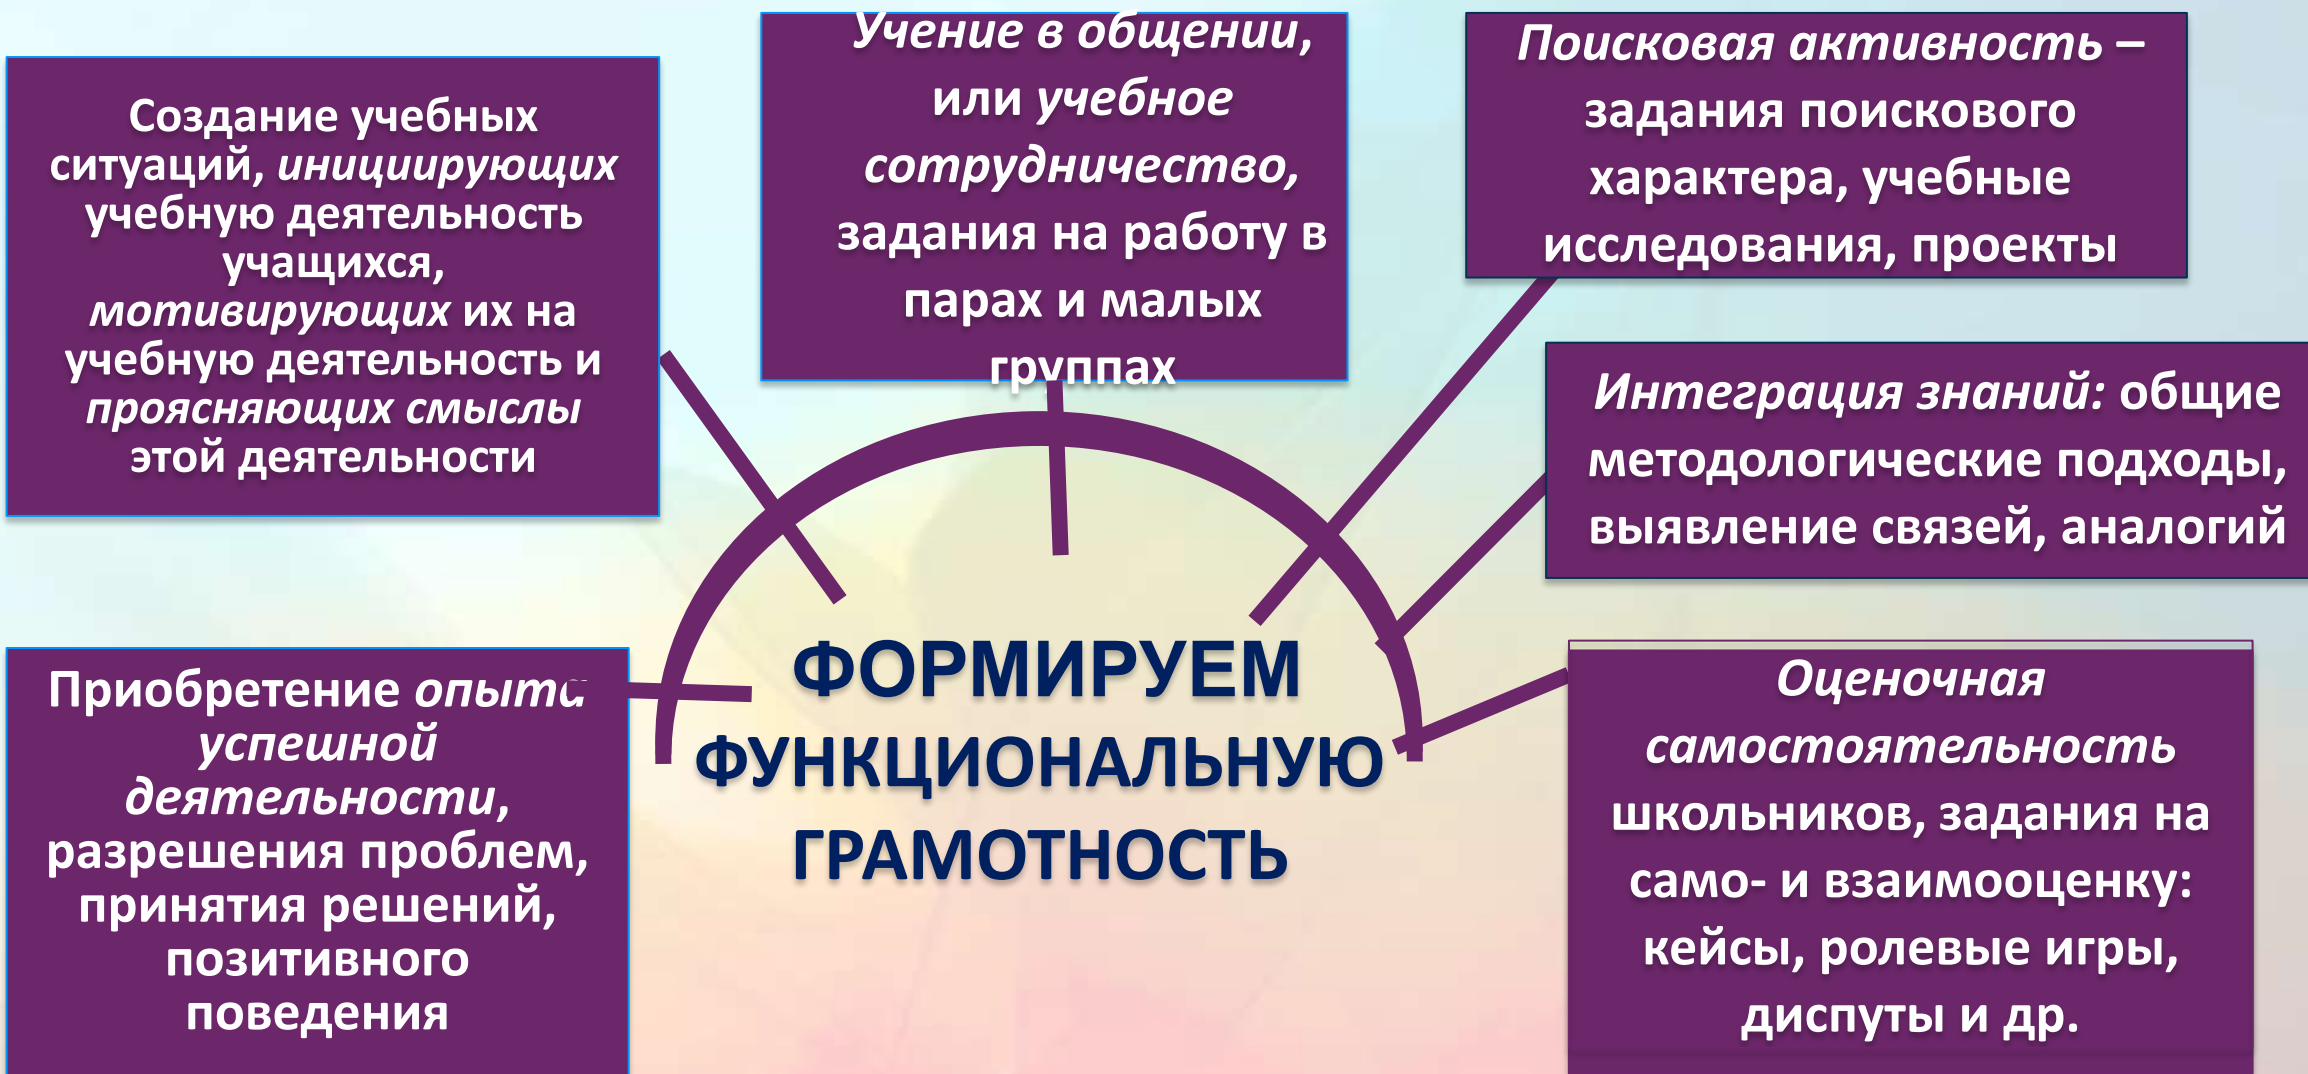 Создание учебных
ситуаций, инициирующих
учебную деятельность
учащихся,
мотивирующих их на
учебную деятельность и
проясняющих смыслы
этой деятельности
Учение в общении,
или учебное
сотрудничество,
задания на работу в
парах и малых
группах
Поисковая активность –
задания поискового
характера, учебные
исследования, проекты
Интеграция знаний: общие
методологические подходы,
выявление связей, аналогий
Приобретение опыта
успешной
деятельности,
разрешения проблем,
принятия решений,
позитивного
поведения
ФОРМИРУЕМ
ФУНКЦИОНАЛЬНУЮ
ГРАМОТНОСТЬ
Оценочная
самостоятельность
школьников, задания на
само- и взаимооценку:
кейсы, ролевые игры,
диспуты и др.